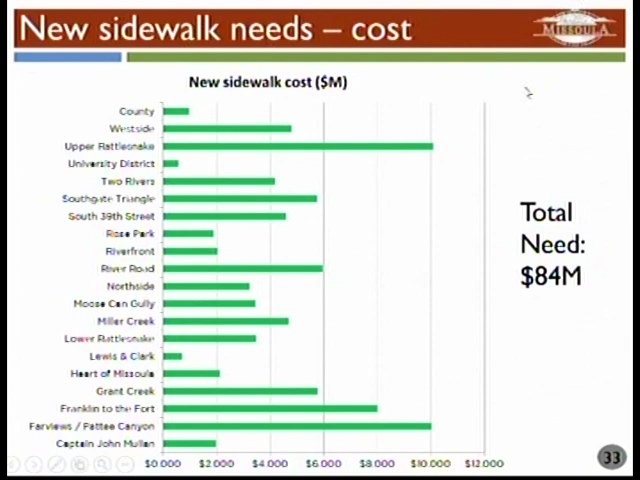 New sidewalk needs – cost
MISSOULA
New sidewalk cost ($M)
County
Westside
Upper Rattlesnake
University District
Two Rivers
Southgate Triangle
South 39th Street
Rose Park
Riverfront
River Road
Northside
Moose Can Gully
Miller Creek
Lower Rattlesnake
Lewis & Clark
Heart of Missoula
Grant Creek
Franklin to the Fort
Farviews / Pattee Canyon
Captain John Mullan
$0.000 $2.000 $4.000 $6.000 $8.000 $10.000 $12.000
Total
Need:
$84M
33